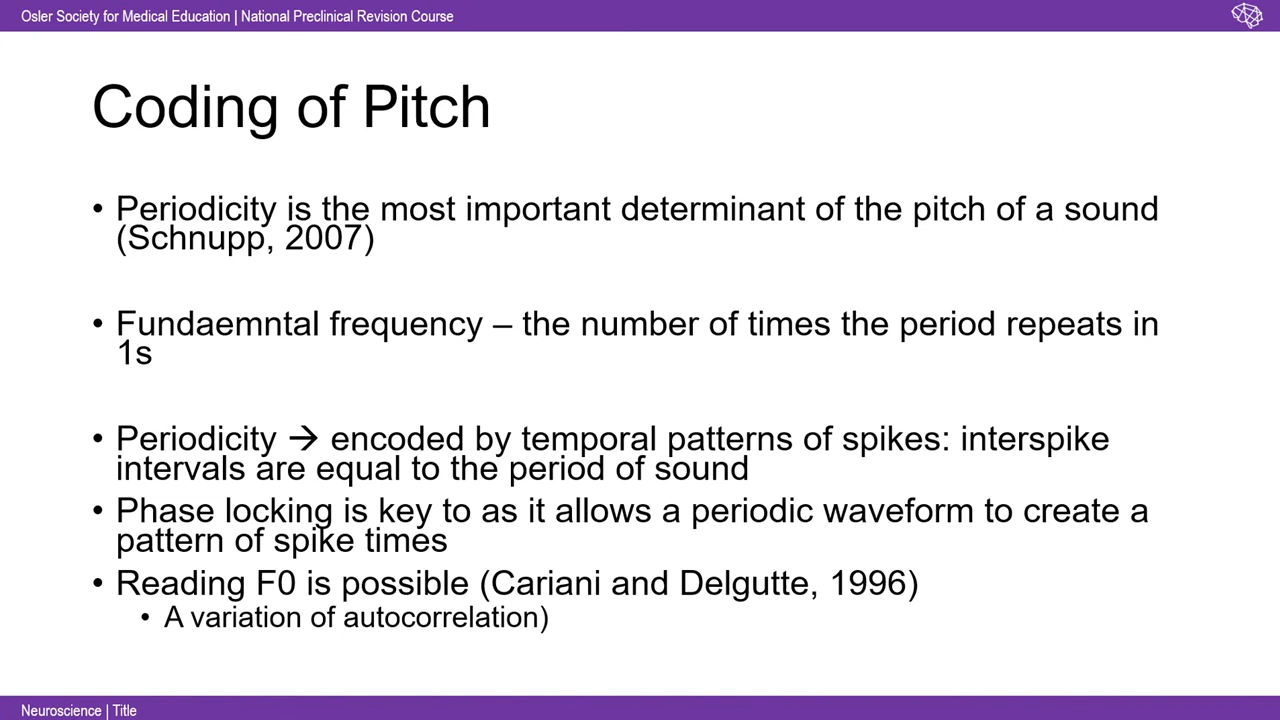 Osler Society for Medical Education | National Preclinical Revision Course
Coding of Pitch
• Periodicity is the most important determinant of the pitch of a sound
(Schnupp, 2007)
• Fundaemntal frequency – the number of times the period repeats in
1s
• Periodicity → encoded by temporal patterns of spikes: interspike
intervals are equal to the period of sound
• Phase locking is key to as it allows a periodic waveform to create a
pattern of spike times
• Reading F0 is possible (Cariani and Delgutte, 1996)
• A variation of autocorrelation)
Neuroscience | Title